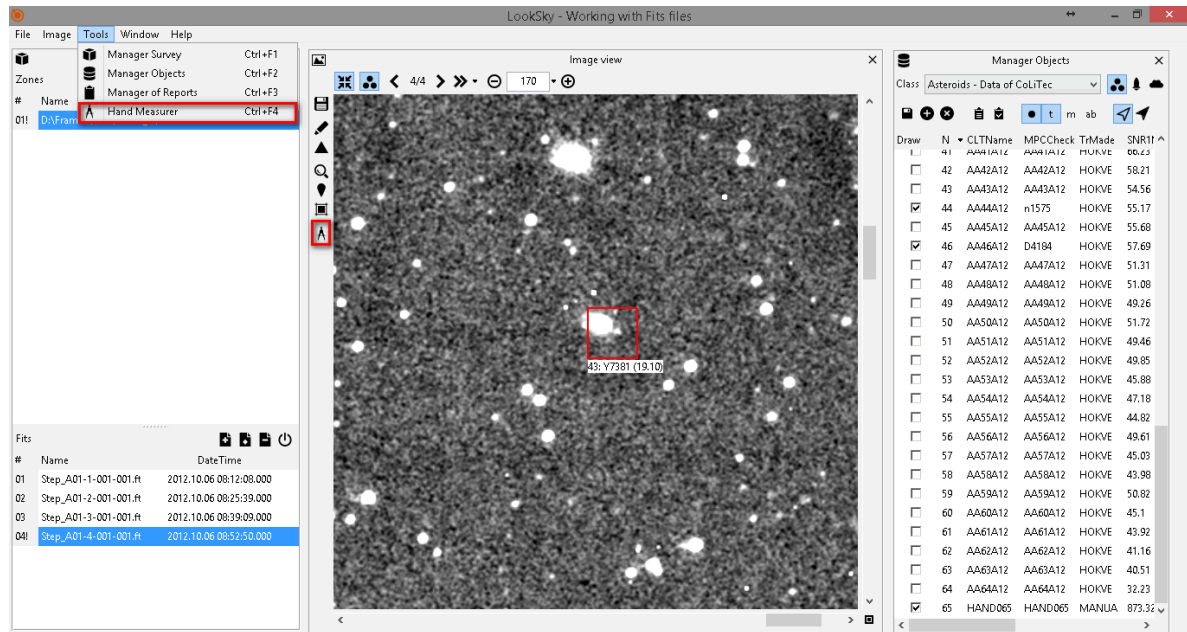 LookSky - Working with Fits files
File Image Tools Window Help
Manager Survey Ctrl+F1
Manager Objects Ctrl+F2
Manager of Reports Ctrl+F3
Hand Measurer Ctrl+F4
Zones
# Name
01! D:\Fram
Fits
# Name DateTime
01 Step_A01-1-001-001.ft 2012.10.06 08:12:08.000
02 Step_A01-2-001-001.ft 2012.10.06 08:25:39.000
03 Step_A01-3-001-001.ft 2012.10.06 08:39:09.000
04! Step_A01-4-001-001.ft 2012.10.06 08:52:50.000
Image view
4/4 170
43: Y7381 (19.10)
Manager Objects
Class Asteroids - Data of CoLiTec
t m ab
Draw N CLTName MPCCheck TrMade SNR1
41 AA41A12 AA41A12 HOKVE 66.23
42 AA42A12 AA42A12 HOKVE 58.21
43 AA43A12 AA43A12 HOKVE 54.56
44 AA44A12 n1575 HOKVE 55.17
45 AA45A12 AA45A12 HOKVE 55.68
46 AA46A12 D4184 HOKVE 57.69
47 AA47A12 AA47A12 HOKVE 51.31
48 AA48A12 AA48A12 HOKVE 51.08
49 AA49A12 AA49A12 HOKVE 49.26
50 AA50A12 AA50A12 HOKVE 51.72
51 AA51A12 AA51A12 HOKVE 49.46
52 AA52A12 AA52A12 HOKVE 49.85
53 AA53A12 AA53A12 HOKVE 45.88
54 AA54A12 AA54A12 HOKVE 47.18
55 AA55A12 AA55A12 HOKVE 44.82
56 AA56A12 AA56A12 HOKVE 49.61
57 AA57A12 AA57A12 HOKVE 45.03
58 AA58A12 AA58A12 HOKVE 43.98
59 AA59A12 AA59A12 HOKVE 50.82
60 AA60A12 AA60A12 HOKVE 45.1
61 AA61A12 AA61A12 HOKVE 43.92
62 AA62A12 AA62A12 HOKVE 41.16
63 AA63A12 AA63A12 HOKVE 40.51
64 AA64A12 AA64A12 HOKVE 32.23
65 HAND065 HAND065 MANUA 873.32